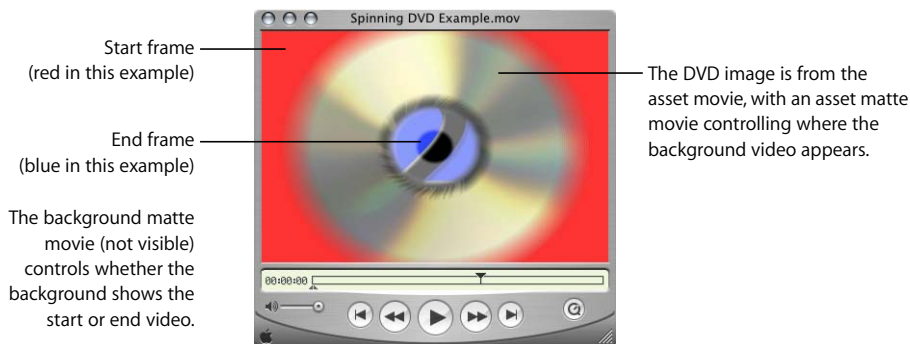 Spinning DVD Example.mov
Start frame
(red in this example)
End frame
(blue in this example)
The background matte
movie (not visible)
controls whether the
background shows the
start or end video.
The DVD image is from the
asset movie, with an asset matte
movie controlling where the
background video appears.
00:00:00